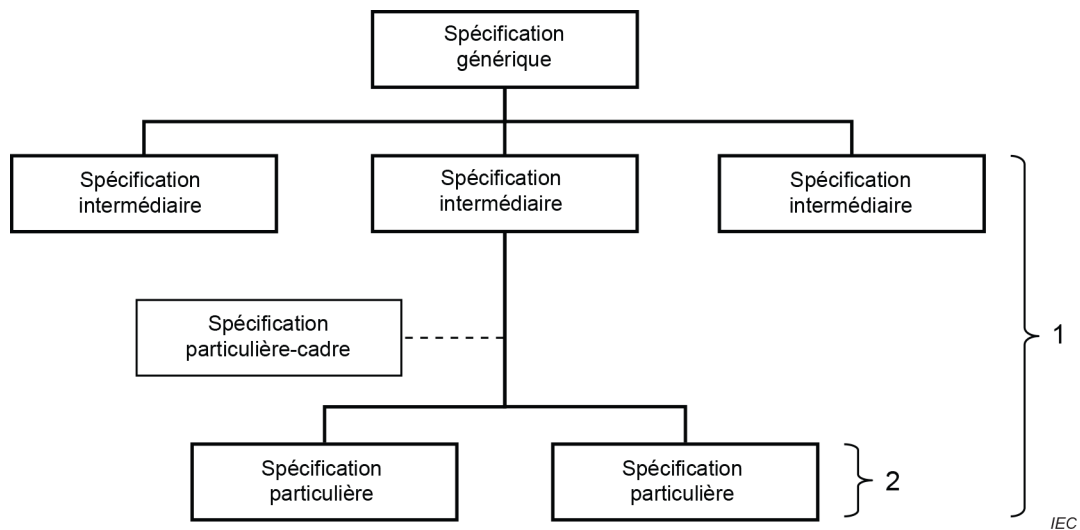 Spécification
générique
Spécification
intermédiaire
Spécification
intermédiaire
Spécification
intermédiaire
Spécification
particulière-cadre
1
Spécification
particulière
Spécification
particulière
2
IEC